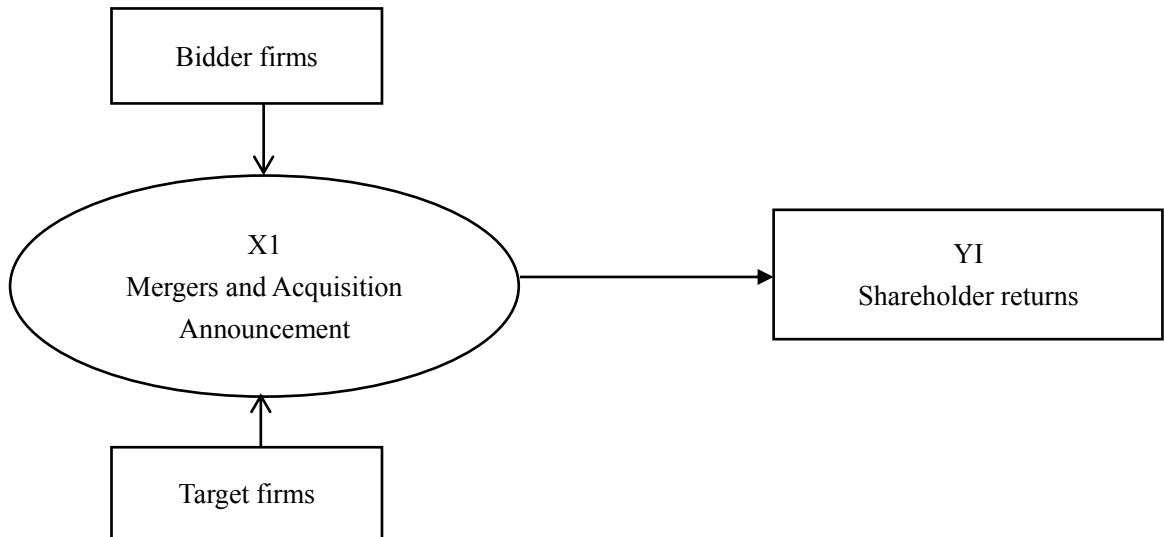 Bidder firms
X1
Mergers and Acquisition
Announcement
YI
Shareholder returns
Target firms